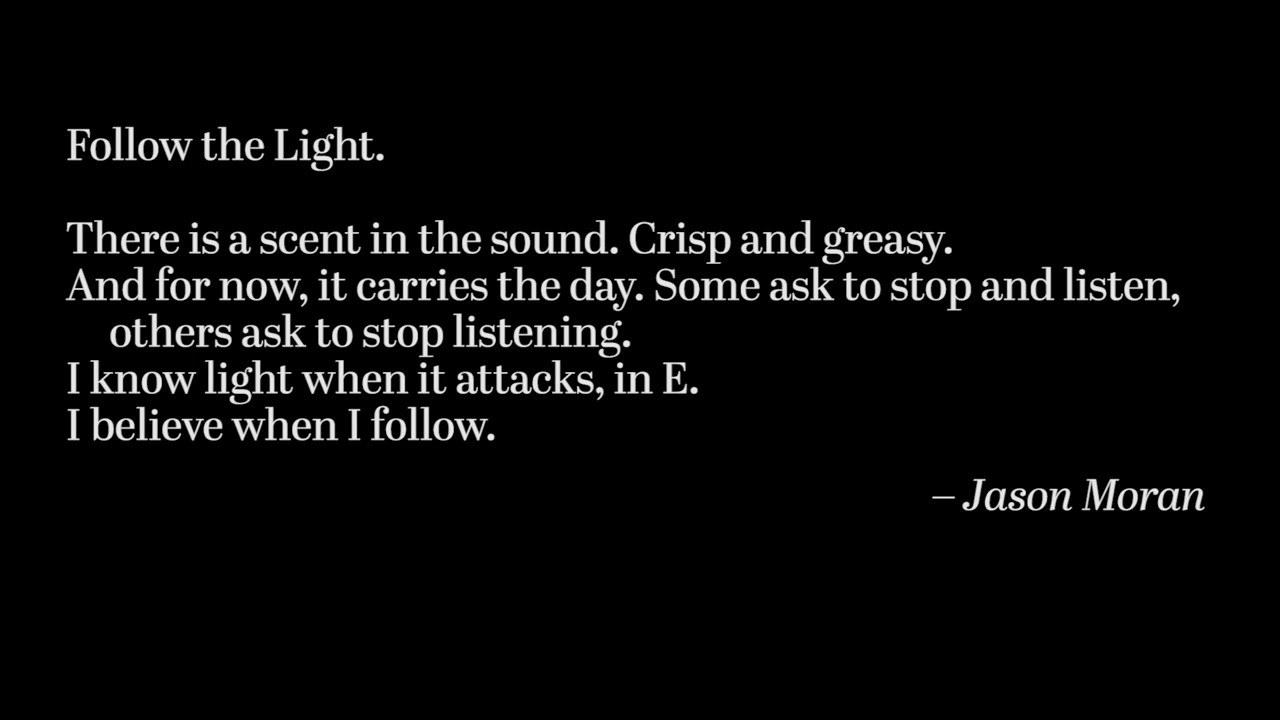 Follow the Light.
There is a scent in the sound. Crisp and greasy.
And for now, it carries the day. Some ask to stop and listen,
others ask to stop listening.
I know light when it attacks, in E.
I believe when I follow.
– Jason Moran